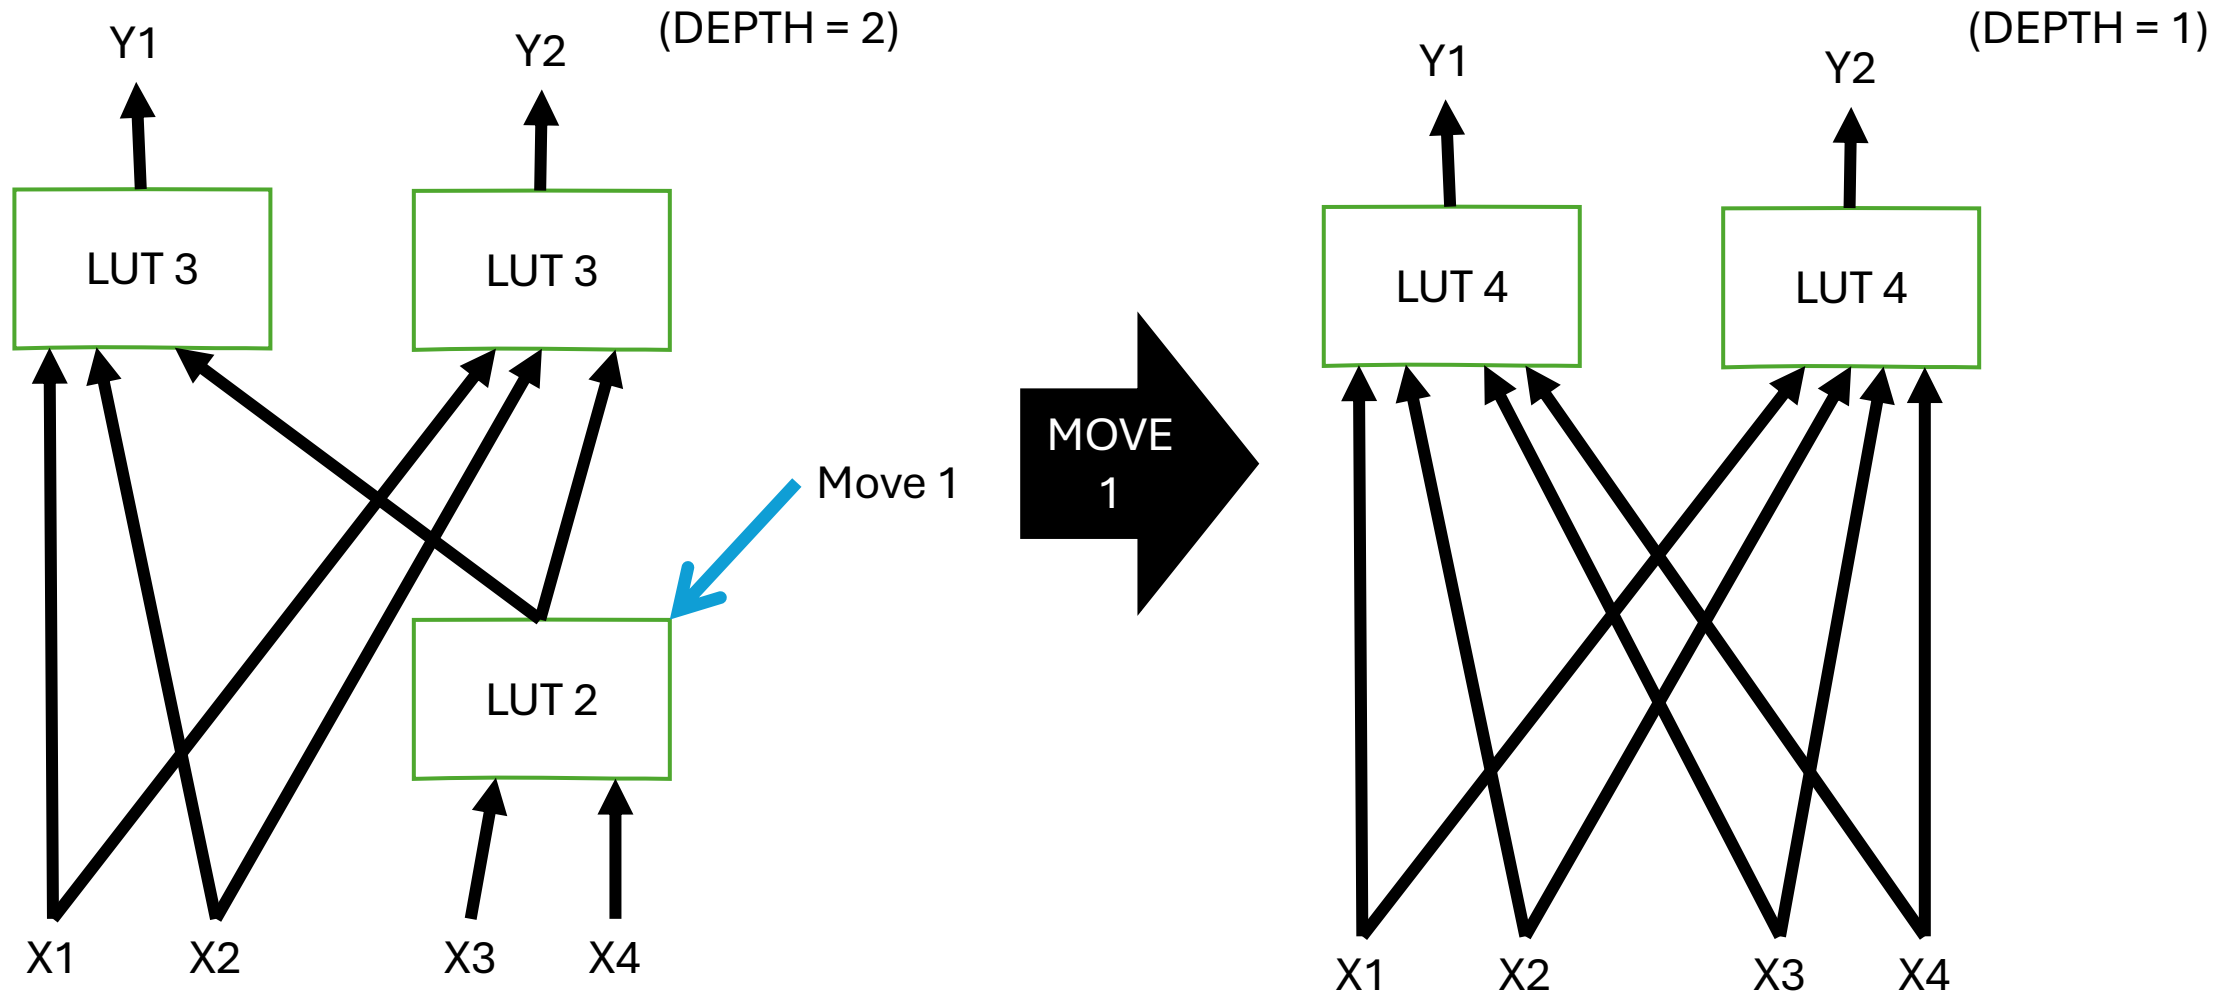 (DEPTH = 2)
Y1
Y2
LUT 3
LUT 3
Move 1
LUT 2
X1
X2
X3
X4
MOVE
1
(DEPTH = 1)
Y1
Y2
LUT 4
LUT 4
X1
X2
X3
X4